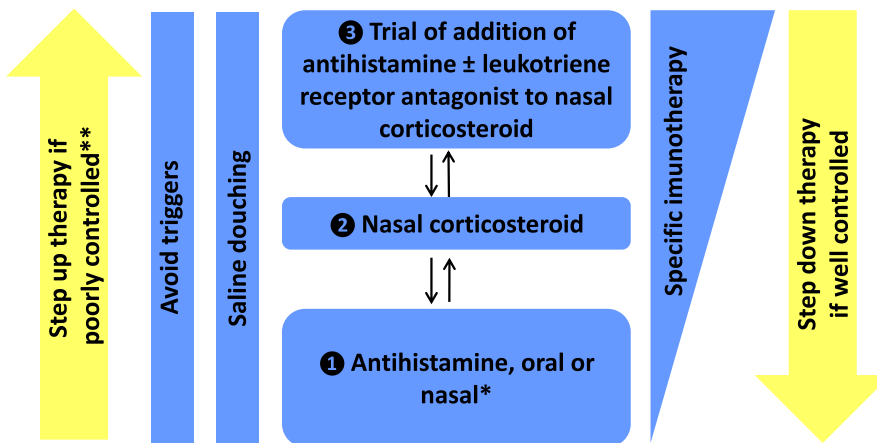 Step up therapy if
poorly controlled**
Avoid triggers
Saline douching
❸ Trial of addition of
antihistamine ± leukotriene
receptor antagonist to nasal
corticosteroid
❷ Nasal corticosteroid
❶ Antihistamine, oral or
nasal*
Specific imunotherapy
Step down therapy
if well controlled